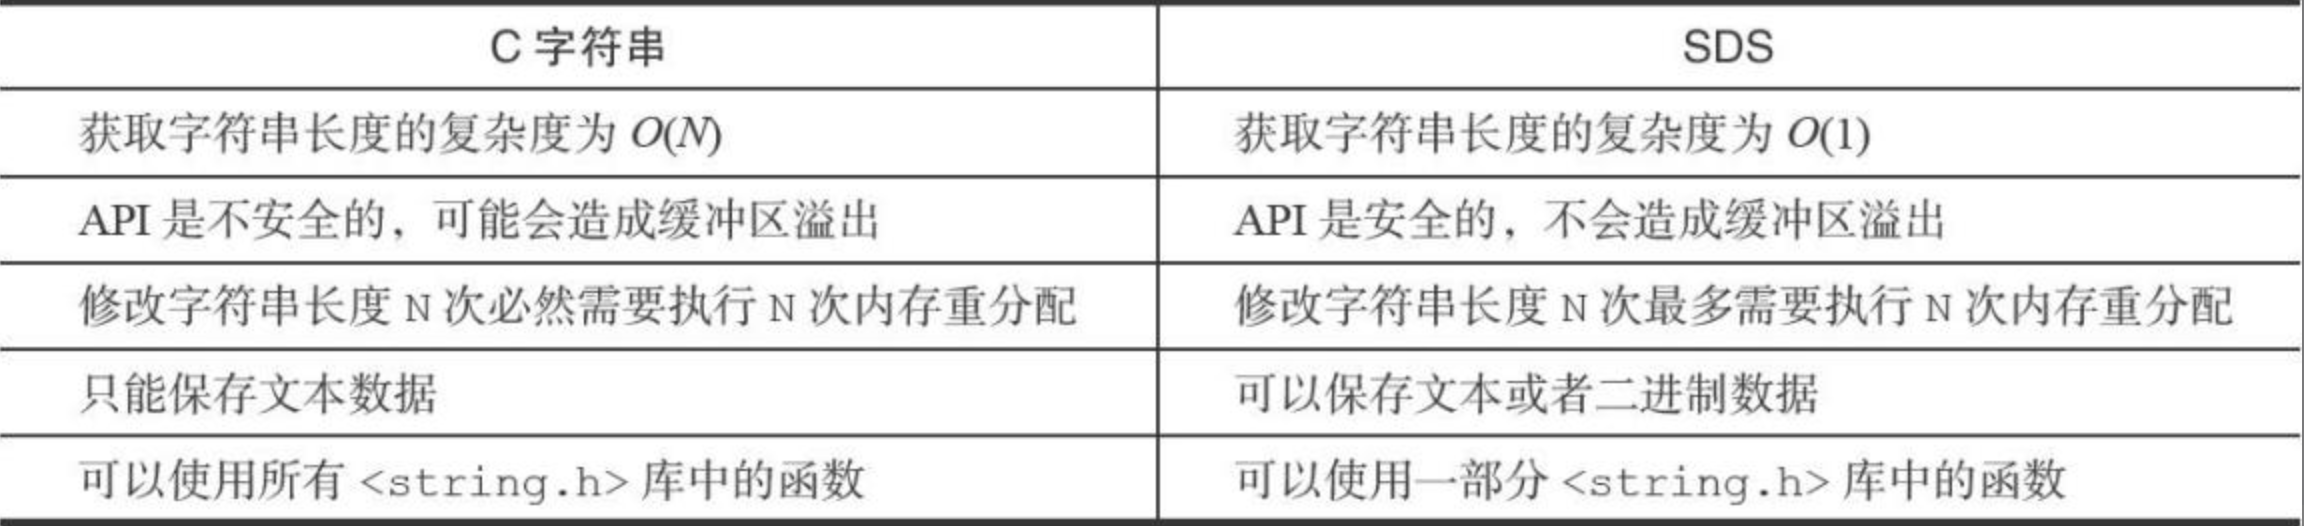 C 字符串 SDS
获取字符串长度的复杂度为 O(N) 获取字符串长度的复杂度为 O(1)
API 是不安全的，可能会造成缓冲区溢出 API 是安全的，不会造成缓冲区溢出
修改字符串长度 N 次必然需要执行 N 次内存重分配 修改字符串长度 N 次最多需要执行 N 次内存重分配
只能保存文本数据 可以保存文本或者二进制数据
可以使用所有 <string.h> 库中的函数 可以使用一部分 <string.h> 库中的函数